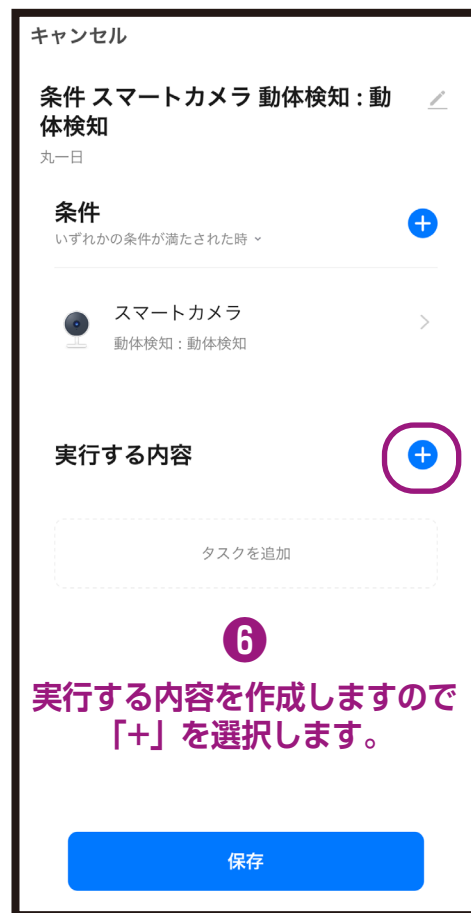 キャンセル
条件 スマートカメラ 動体検知 : 動
体検知
丸一日
条件
いずれかの条件が満たされた時
スマートカメラ
動体検知 : 動体検知
実行する内容
タスクを追加
❻
実行する内容を作成しますので
「+」を選択します。
保存